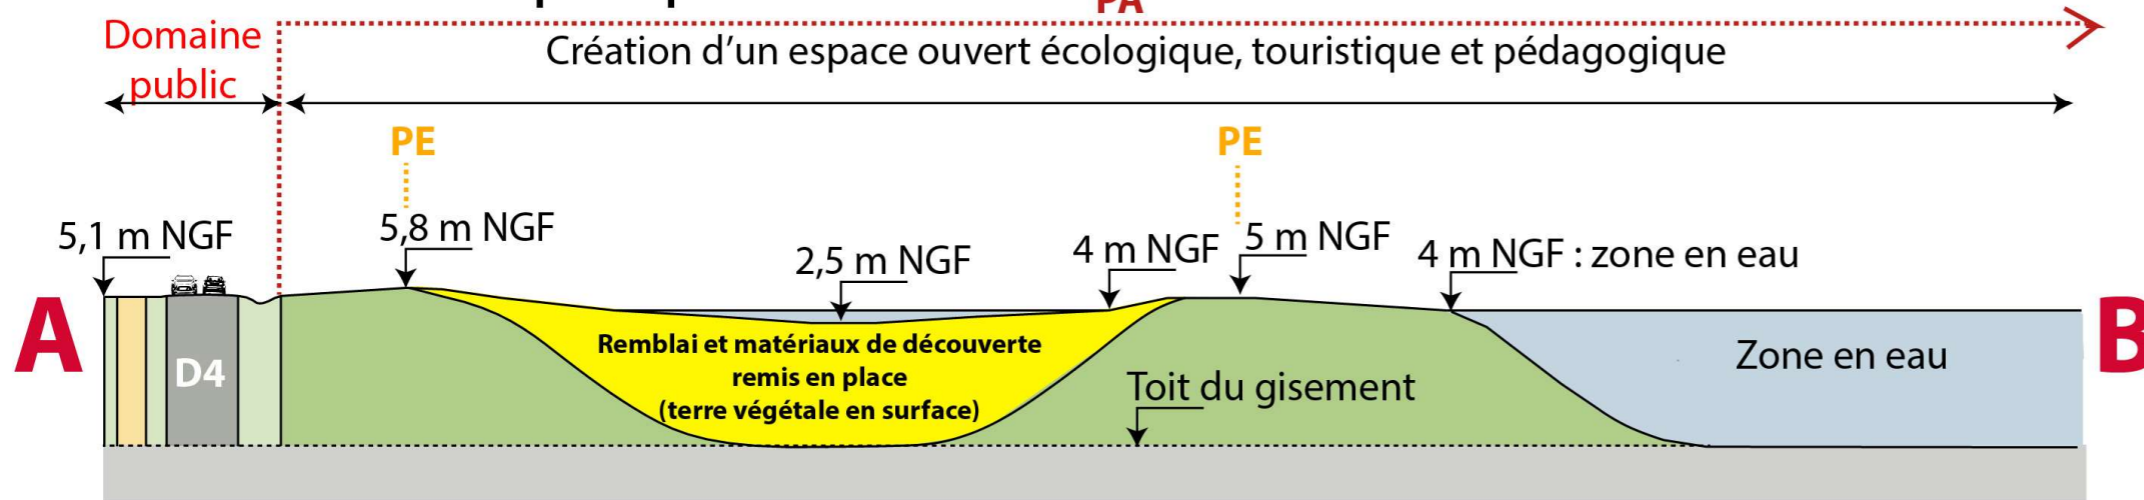 PA
Domaine
public
Création d’un espace ouvert écologique, touristique et pédagogique
PE
PE
5,1 m NGF
5,8 m NGF
2,5 m NGF
4 m NGF
5 m NGF
4 m NGF : zone en eau
A
B
D4
Remblai et matériaux de découverte
remis en place
(terre végétale en surface)
Toit du gisement
Zone en eau